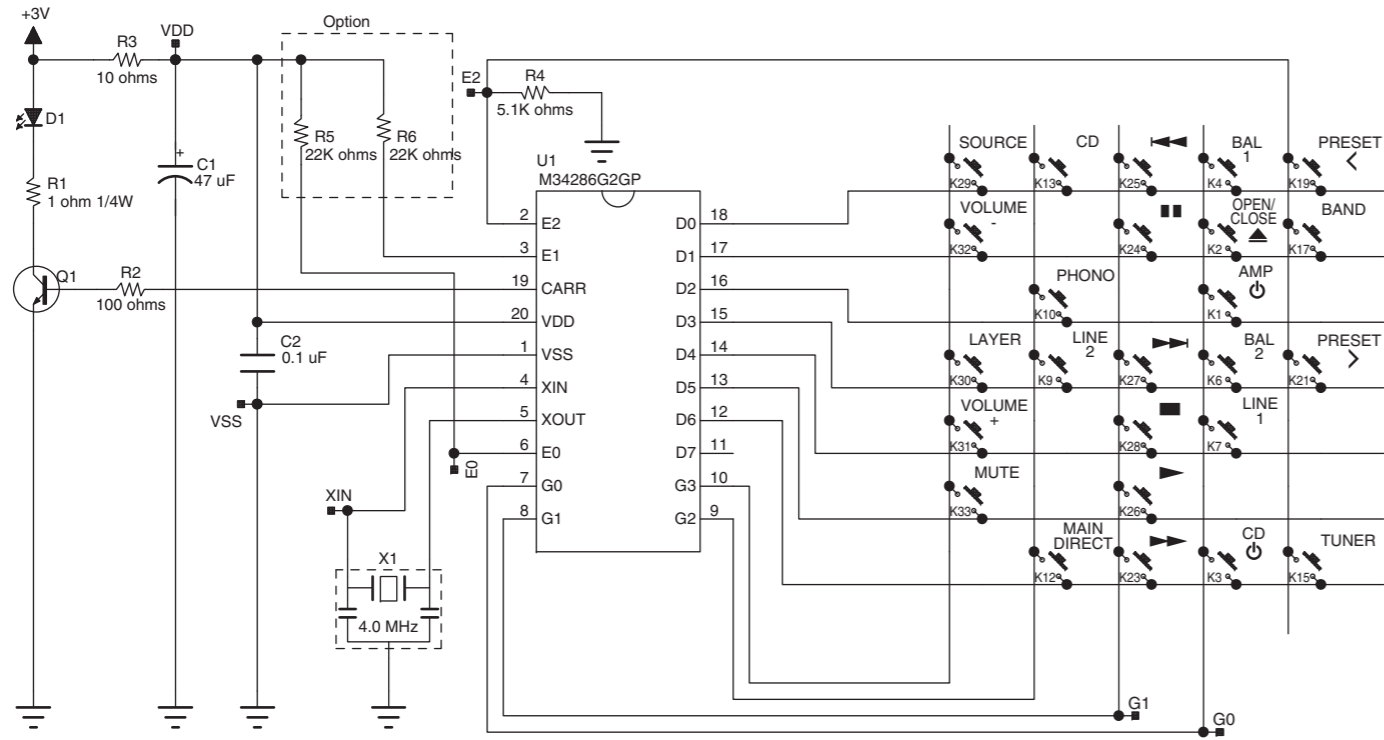 +3V
VDD
Option
R3
10 ohms
E2
R4
5.1K ohms
D1
R5
22K ohms
R6
22K ohms
+
C1
47 uF
R1
1 ohm 1/4W
U1
M34286G2GP
SOURCE
CD
BAL
1
PRESET
<
K29
K13
K25
K4
K19
2
E2
D0
18
VOLUME
-
OPEN/
CLOSE
BAND
K32
K24
K2
K17
3
E1
D1
17
Q1
R2
100 ohms
19
CARR
D2
16
PHONO
AMP
K10
K1
20
VDD
D3
15
C2
0.1 uF
1
VSS
D4
14
LAYER
LINE
2
BAL
2
PRESET
>
K30
K9
K27
K6
K21
4
XIN
D5
13
VSS
5
XOUT
D6
12
VOLUME
+
LINE
1
K31
K28
K7
6
E0
D7
11
E0
7
G0
G3
10
MUTE
K33
K26
XIN
8
G1
G2
9
MAIN
DIRECT
CD
TUNER
K12
K23
K3
K15
X1
4.0 MHz
G1
G0